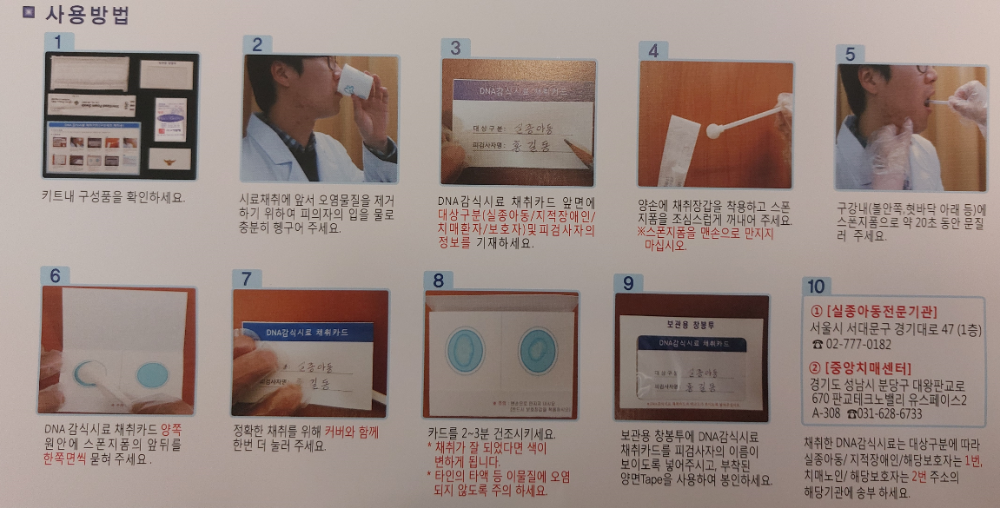 사용방법
1
키트내 구성품을 확인하세요.
2
시료채취에 앞서 오염물질을 제거
하기 위하여 피의자의 입을 물로
충분히 헹구어 주세요.
3
DNA감식시료 채취카드
대상구분: 실종아동
피검사자명: 홍길동
DNA감식시료 채취카드 앞면에
대상구분(실종아동/지적장애인/
치매환자/보호자)및피검사자의
정보를 기재하세요.
4
양손에 채취장갑을 착용하고 스폰
지폼을 조심스럽게 꺼내어 주세요.
※스폰지폼을 맨손으로 만지지
마십시오.
5
구강내(볼안쪽,혓바닥 아래 등)에
스폰지폼으로 약 20초 동안 문질
러 주세요.
6
DNA 감식시료 채취카드 양쪽
원안에 스폰지폼의 앞뒤를
한쪽면씩 묻혀 주세요.
7
DNA감식시료 채취카드
실종아동
피검사자명 홍길동
정확한 채취를 위해 커버와 함께
한번 더 눌러 주세요.
8
카드를 2~3분 건조시키세요.
* 채취가 잘 되었다면 색이
변하게 됩니다.
* 타인의 타액 등 이물질에 오염
되지 않도록 주의 하세요.
9
보관용 창봉투
DNA감식시료 채취카드
대상구분: 실종아동
피검사자명: 홍길동
보관용 창봉투에 DNA감식시료
채취카드를 피검사자의 이름이
보이도록 넣어주시고, 부착된
양면Tape을 사용하여 봉인하세요.
10
① [실종아동전문기관]
서울시 서대문구 경기대로 47 (1층)
☎ 02-777-0182
② [중앙치매센터]
경기도 성남시 분당구 대왕판교로
670 판교테크노밸리 유스페이스2
A-308 ☎031-628-6733
채취한 DNA감식시료는 대상구분에 따라
실종아동/ 지적장애인/해당보호자는 1번,
치매노인/ 해당보호자는 2번 주소의
해당기관에 송부 하세요.